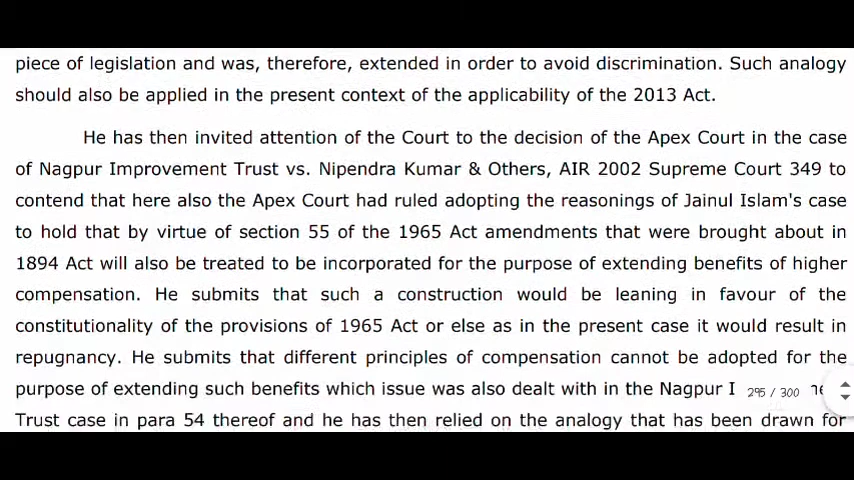 piece of legislation and was, therefore, extended in order to avoid discrimination. Such analogy
should also be applied in the present context of the applicability of the 2013 Act.
He has then invited attention of the Court to the decision of the Apex Court in the case
of Nagpur Improvement Trust vs. Nipendra Kumar & Others, AIR 2002 Supreme Court 349 to
contend that here also the Apex Court had ruled adopting the reasonings of Jainul Islam's case
to hold that by virtue of section 55 of the 1965 Act amendments that were brought about in
1894 Act will also be treated to be incorporated for the purpose of extending benefits of higher
compensation. He submits that such a construction would be leaning in favour of the
constitutionality of the provisions of 1965 Act or else as in the present case it would result in
repugnancy. He submits that different principles of compensation cannot be adopted for the
purpose of extending such benefits which issue was also dealt with in the Nagpur
295 / 300
Trust case in para 54 thereof and he has then relied on the analogy that has been drawn for